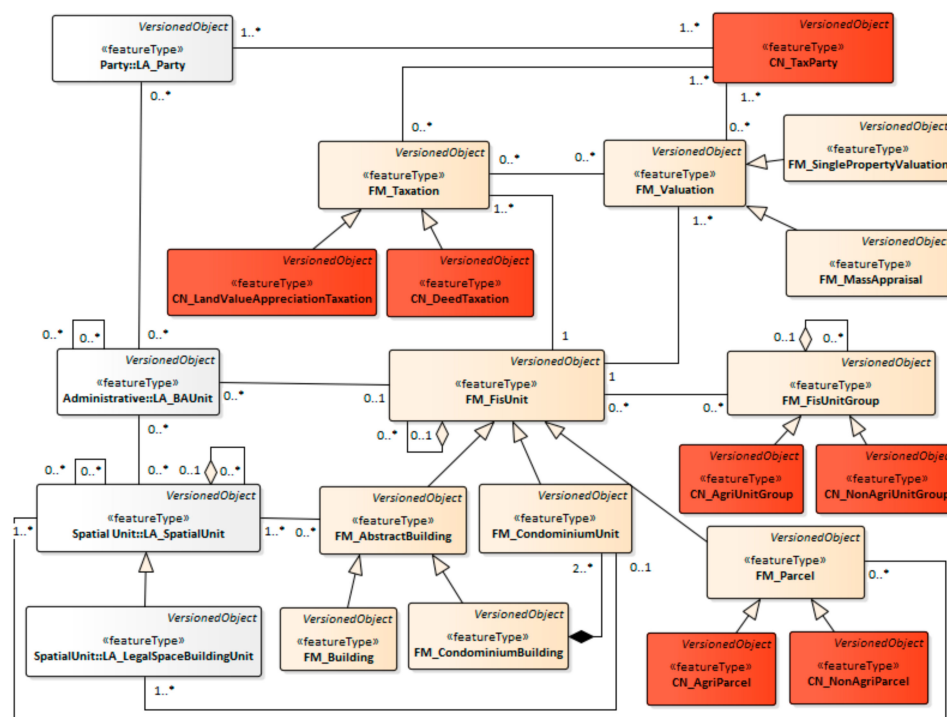 VersionedObject
«featureType»
Party::LA_Party
1..*
1..*
VersionedObject
«featureType»
CN_TaxParty
0..*
1..*
1..*
0..*
0..*
VersionedObject
«featureType»
FM_Taxation
0..*
0..*
1..*
VersionedObject
«featureType»
FM_Valuation
1..*
VersionedObject
«featureType»
FM_SinglePropertyValuation
VersionedObject
«featureType»
FM_MassAppraisal
VersionedObject
«featureType»
CN_LandValueAppreciationTaxation
VersionedObject
«featureType»
CN_DeedTaxation
0..*
0..*
0..*
1
0..1
0..*
VersionedObject
«featureType»
Administrative::LA_BAUnit
0..*
0..1
VersionedObject
«featureType»
FM_FisUnit
1
0..*
0..*
VersionedObject
«featureType»
FM_FisUnitGroup
0..*
0..*
0..1
VersionedObject
«featureType»
CN_AgriUnitGroup
VersionedObject
«featureType»
CN_NonAgriUnitGroup
0..*
0..*
0..*
0..1
0..*
1..*
VersionedObject
«featureType»
Spatial Unit::LA_SpatialUnit
1..*
0..*
VersionedObject
«featureType»
FM_AbstractBuilding
VersionedObject
«featureType»
FM_CondominiumUnit
2..*
0..1
VersionedObject
«featureType»
FM_Parcel
0..*
VersionedObject
«featureType»
SpatialUnit::LA_LegalSpaceBuildingUnit
1..*
VersionedObject
«featureType»
FM_Building
VersionedObject
«featureType»
FM_CondominiumBuilding
VersionedObject
«featureType»
CN_AgriParcel
VersionedObject
«featureType»
CN_NonAgriParcel